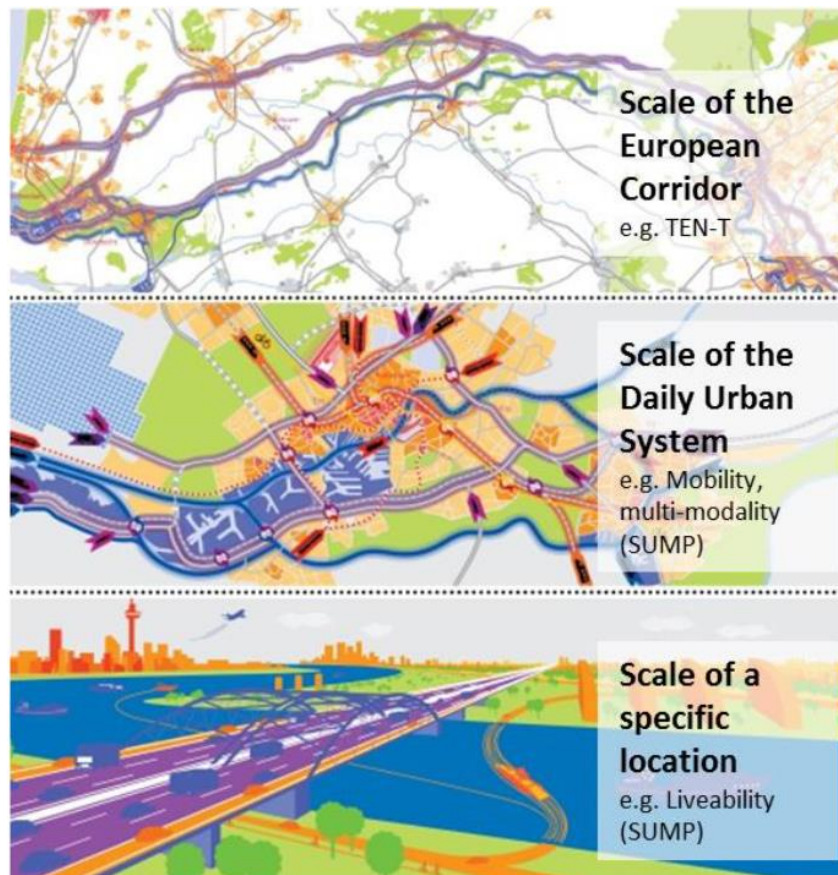 Scale of the
European
Corridor
e.g. TEN-T
Scale of the
Daily Urban
System
e.g. Mobility,
multi-modality
(SUMP)
Scale of a
specific
location
e.g. Liveability
(SUMP)